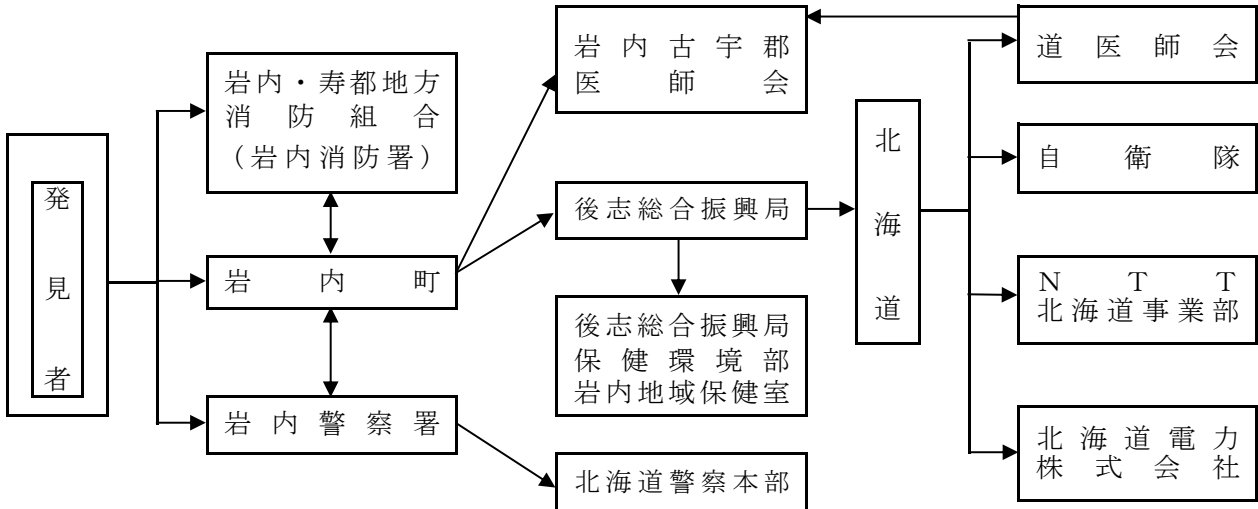 発見者
岩内・寿都地方
消防組合
（岩内消防署）
岩内町
岩内警察署
岩内古宇郡
医師会
後志総合振興局
後志総合振興局
保健環境部
岩内地域保健室
北海道警察本部
北海道
道医師会
自衛隊
ＮＴＴ
北海道事業部
北海道電力
株式会社